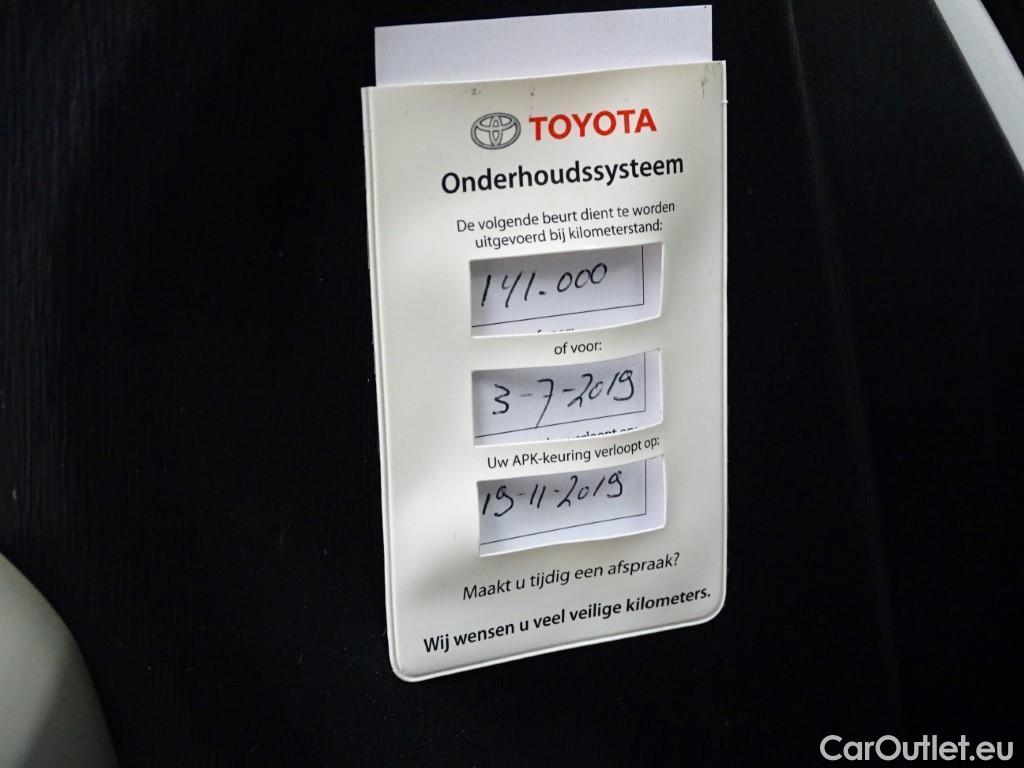 TOYOTA
Onderhoudssysteem
De volgende beurt dient te worden
uitgevoerd bij kilometerstand:
141.000
of voor:
3-7-2019
Uw APK-keuring verloopt op:
19-11-2019
Maakt u tijdig een afspraak?
Wij wensen u veel veilige kilometers.
CarOutlet.eu